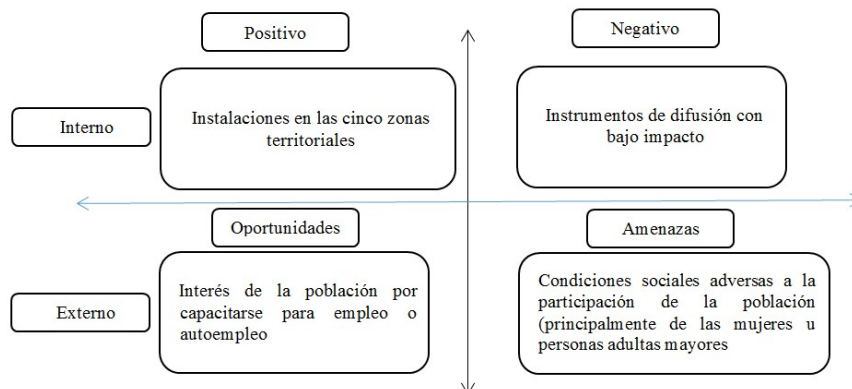 Positivo
Negativo
Interno
Instalaciones en las cinco zonas
territoriales
Instrumentos de difusión con
bajo impacto
Oportunidades
Amenazas
Externo
Interés de la población por
capacitarse para empleo o
autoempleo
Condiciones sociales adversas a la
participación de la población
(principalmente de las mujeres u
personas adultas mayores